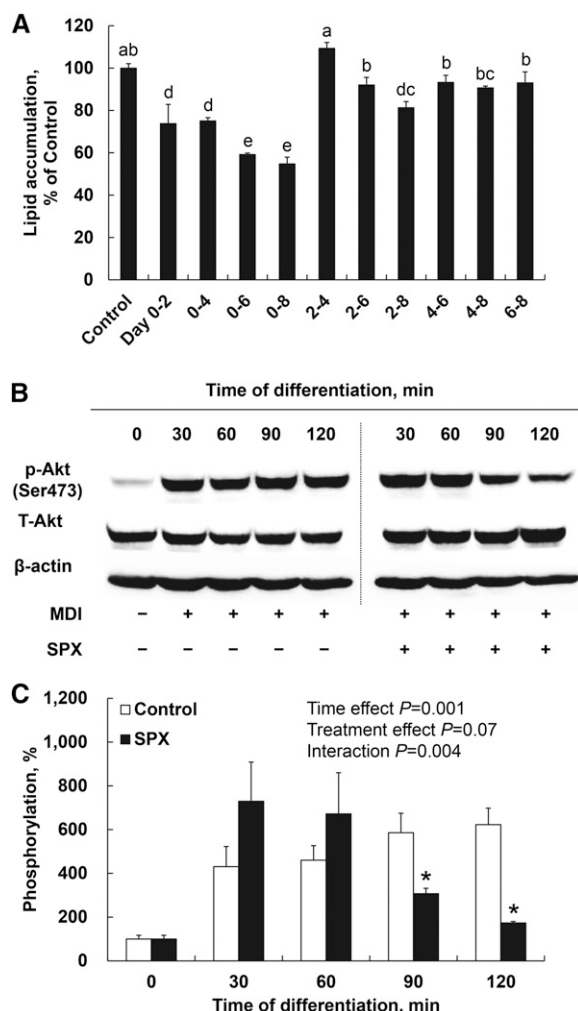 A
Lipid accumulation,
% of Control
120
100
80
60
40
20
0
ab
d
d
e
e
a
b
dc
b
bc
b
Control
Day 0-2
0-4
0-6
0-8
2-4
2-6
2-8
4-6
4-8
6-8
B
Time of differentiation, min
0 30 60 90 120 30 60 90 120
p-Akt
(Ser473)
T-Akt
β-actin
MDI − + + + + + + + +
SPX − − − − − + + + +
C
Phosphorylation, %
1,200
1,000
800
600
400
200
0
Control
SPX
Time effect P=0.001
Treatment effect P=0.07
Interaction P=0.004
*
*
0 30 60 90 120
Time of differentiation, min